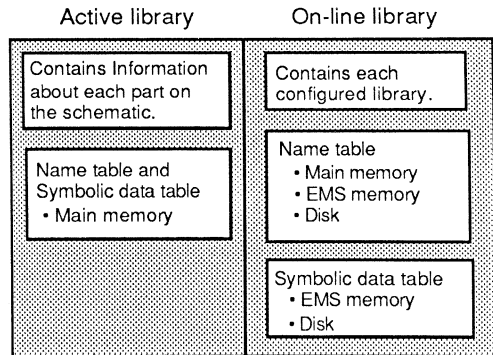 Active library
Contains Information
about each part on
the schematic.
Name table and
Symbolic data table
• Main memory
On-line library
Contains each
configured library.
Name table
• Main memory
• EMS memory
• Disk
Symbolic data table
• EMS memory
• Disk